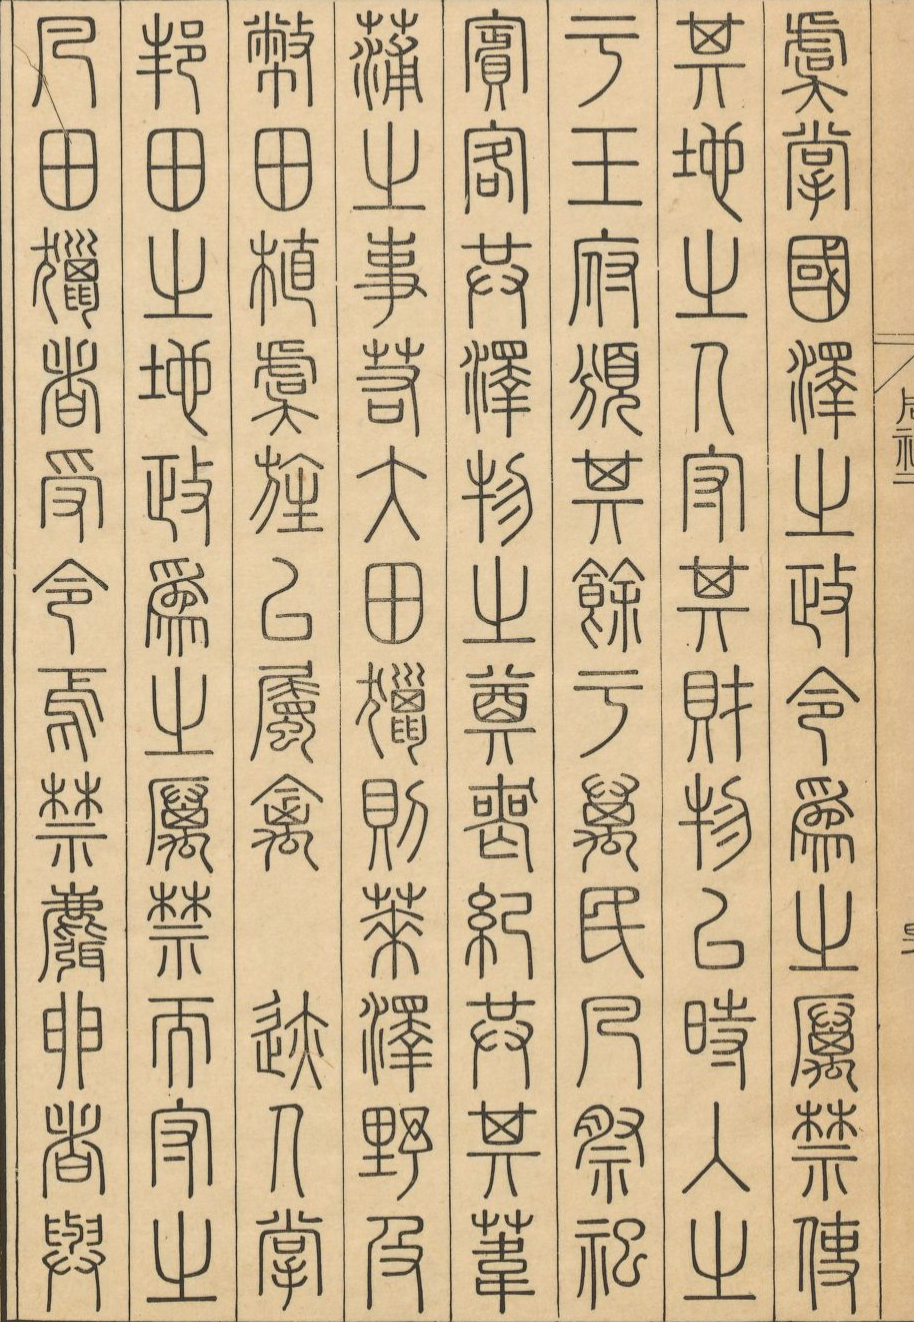 虞掌國澤之政令為之厲禁使
其地之人守其財物以時入之
于玉府頒其餘于萬民凡祭祀
賓客共澤物之奠喪紀共其葦
蒲之事若大田獵則萊澤野及
幣田植虞旌以屬禽　迹人掌
邦田之地政為之厲禁而守之
凡田獵者受令焉禁麛卵者與